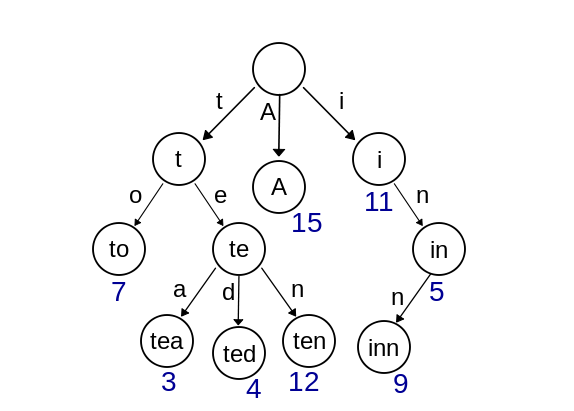 t A i
t A i
15 11
o e n
to te in
7 5
a d n n
tea ted ten inn
3 4 12 9